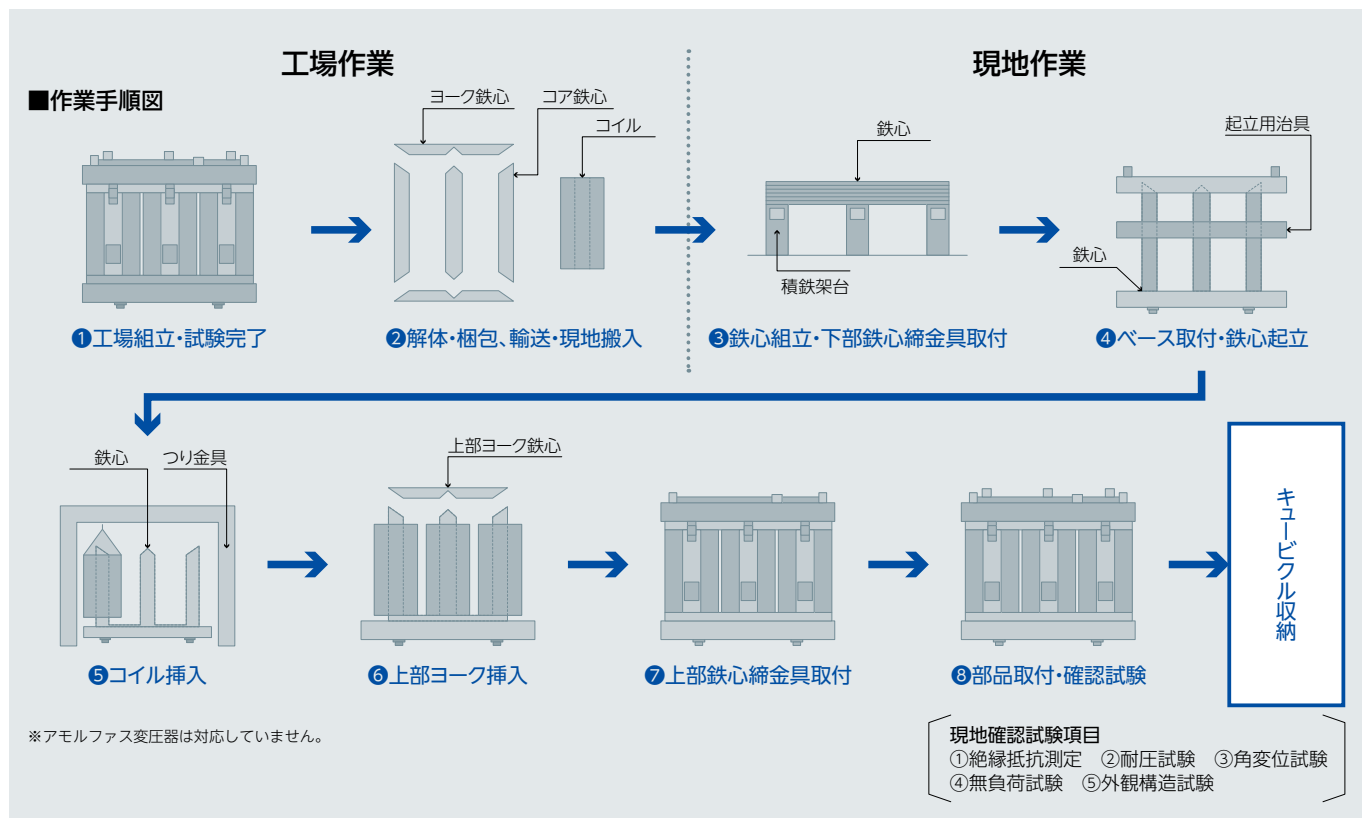 工場作業
現地作業
■作業手順図
ヨーク鉄心
コア鉄心
コイル
鉄心
積鉄架台
起立用治具
鉄心
❶工場組立・試験完了
❷解体・梱包、輸送・現地搬入
❸鉄心組立・下部鉄心締金具取付
❹ベース取付・鉄心起立
鉄心
つり金具
上部ヨーク鉄心
❺コイル挿入
❻上部ヨーク挿入
❼上部鉄心締金具取付
❽部品取付・確認試験
キュービクル収納
※アモルファス変圧器は対応していません。
現地確認試験項目
①絶縁抵抗測定 ②耐圧試験 ③角変位試験
④無負荷試験 ⑤外観構造試験